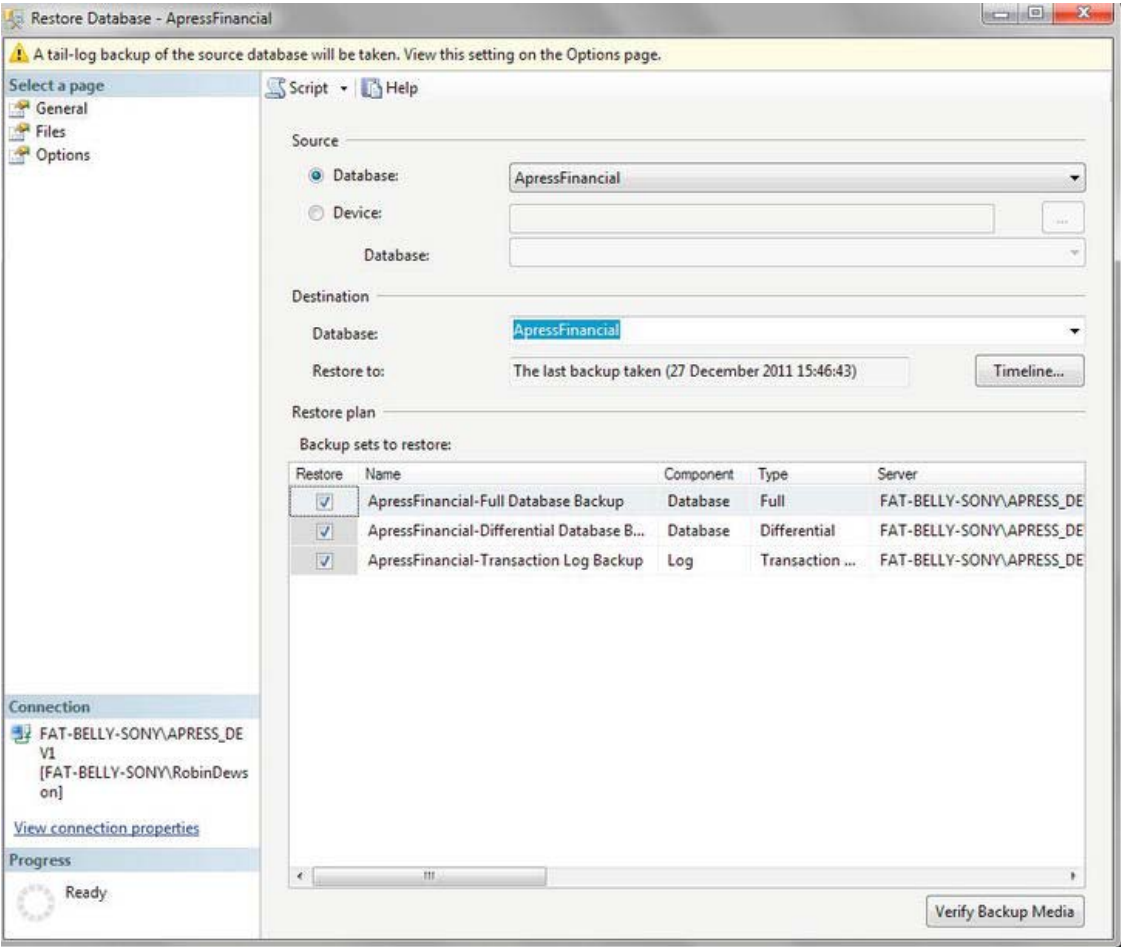 Restore Database - ApressFinancial
A tail-log backup of the source database will be taken. View this setting on the Options page.
Select a page
General
Files
Options
Script
Help
Source
Database:
ApressFinancial
Device:
...
Database:
Destination
Database:
ApressFinancial
Restore to:
The last backup taken (27 December 2011 15:46:43)
Timeline...
Restore plan
Backup sets to restore:
Restore Name Component Type Server
ApressFinancial-Full Database Backup Database Full FAT-BELLY-SONY\APRESS_DE
ApressFinancial-Differential Database B... Database Differential FAT-BELLY-SONY\APRESS_DE
ApressFinancial-Transaction Log Backup Log Transaction ... FAT-BELLY-SONY\APRESS_DE
Connection
FAT-BELLY-SONY\APRESS_DE
V1
[FAT-BELLY-SONY\RobinDews
on]
View connection properties
Progress
Ready
Verify Backup Media